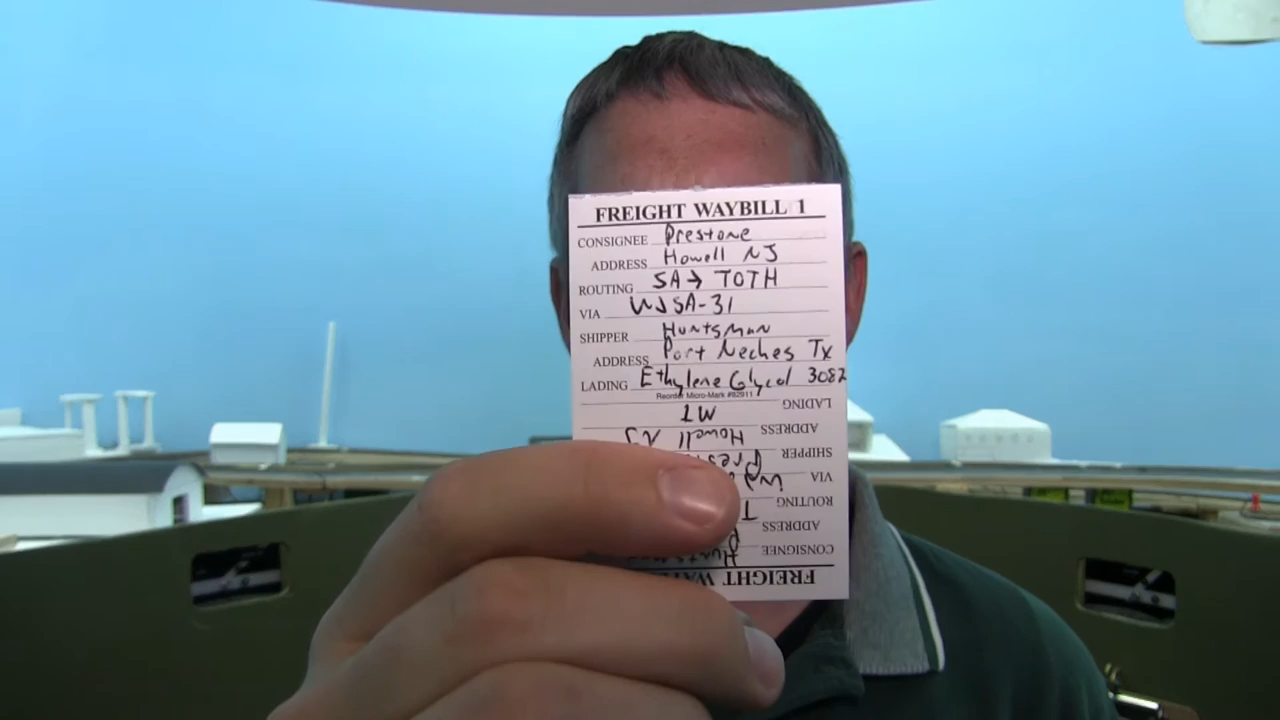 FREIGHT WAYBILL 1
CONSIGNEE Prestone
ADDRESS Howell NJ
ROUTING SA→ TOTH
VIA WJSA-31
SHIPPER Huntsman
ADDRESS Port Neches Tx
LADING Ethylene Glycol 3082
Reorder Micro-Mark #82911
LADING MT
ADDRESS Howell NJ
SHIPPER
VIA
ROUTING
ADDRESS
CONSIGNEE
FREIGHT